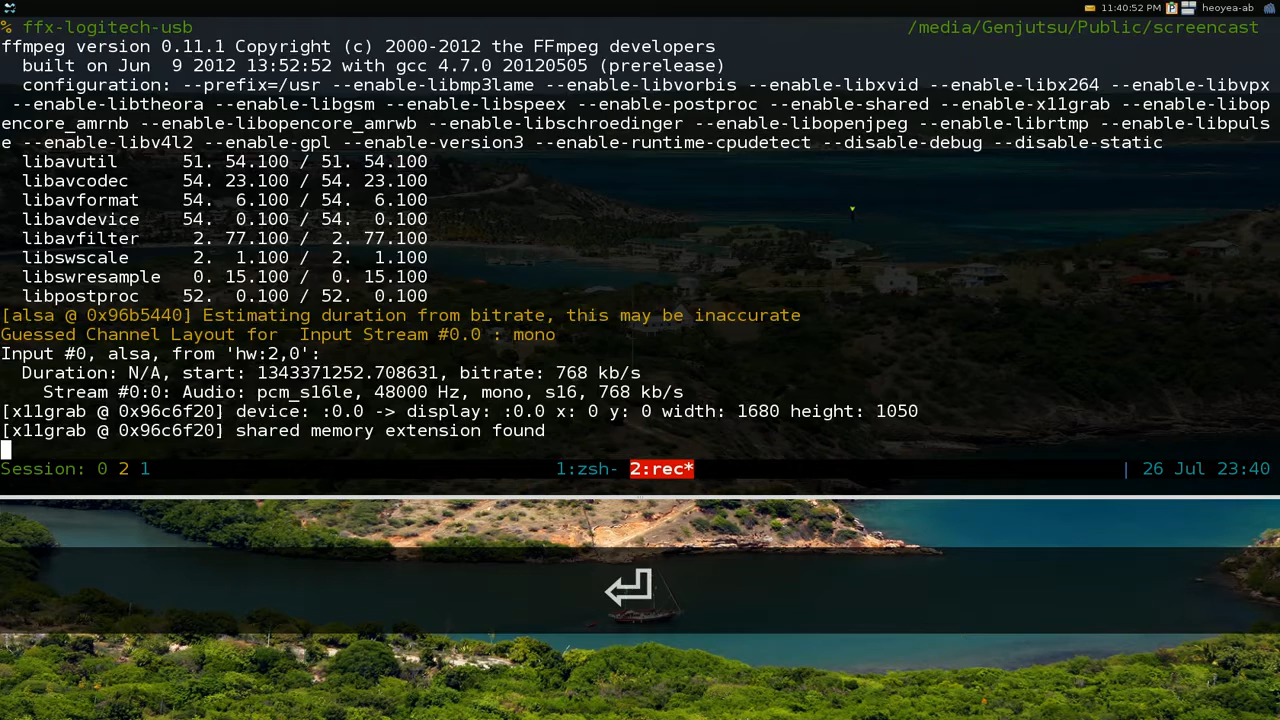 11:40:52 PM heoyea-ab
% ffx-logitech-usb /media/Genjutsu/Public/screencast
ffmpeg version 0.11.1 Copyright (c) 2000-2012 the FFmpeg developers
  built on Jun  9 2012 13:52:52 with gcc 4.7.0 20120505 (prerelease)
  configuration: --prefix=/usr --enable-libmp3lame --enable-libvorbis --enable-libxvid --enable-libx264 --enable-libvpx
 --enable-libtheora --enable-libgsm --enable-libspeex --enable-postproc --enable-shared --enable-x11grab --enable-libop
encore_amrnb --enable-libopencore_amrwb --enable-libschroedinger --enable-libopenjpeg --enable-librtmp --enable-libpuls
e --enable-libv4l2 --enable-gpl --enable-version3 --enable-runtime-cpudetect --disable-debug --disable-static
  libavutil      51. 54.100 / 51. 54.100
  libavcodec     54. 23.100 / 54. 23.100
  libavformat    54.  6.100 / 54.  6.100
  libavdevice    54.  0.100 / 54.  0.100
  libavfilter     2. 77.100 /  2. 77.100
  libswscale      2.  1.100 /  2.  1.100
  libswresample   0. 15.100 /  0. 15.100
  libpostproc    52.  0.100 / 52.  0.100
[alsa @ 0x96b5440] Estimating duration from bitrate, this may be inaccurate
Guessed Channel Layout for  Input Stream #0.0 : mono
Input #0, alsa, from 'hw:2,0':
  Duration: N/A, start: 1343371252.708631, bitrate: 768 kb/s
    Stream #0:0: Audio: pcm_s16le, 48000 Hz, mono, s16, 768 kb/s
[x11grab @ 0x96c6f20] device: :0.0 -> display: :0.0 x: 0 y: 0 width: 1680 height: 1050
[x11grab @ 0x96c6f20] shared memory extension found
Session: 0 2 1 1:zsh- 2:rec* | 26 Jul 23:40